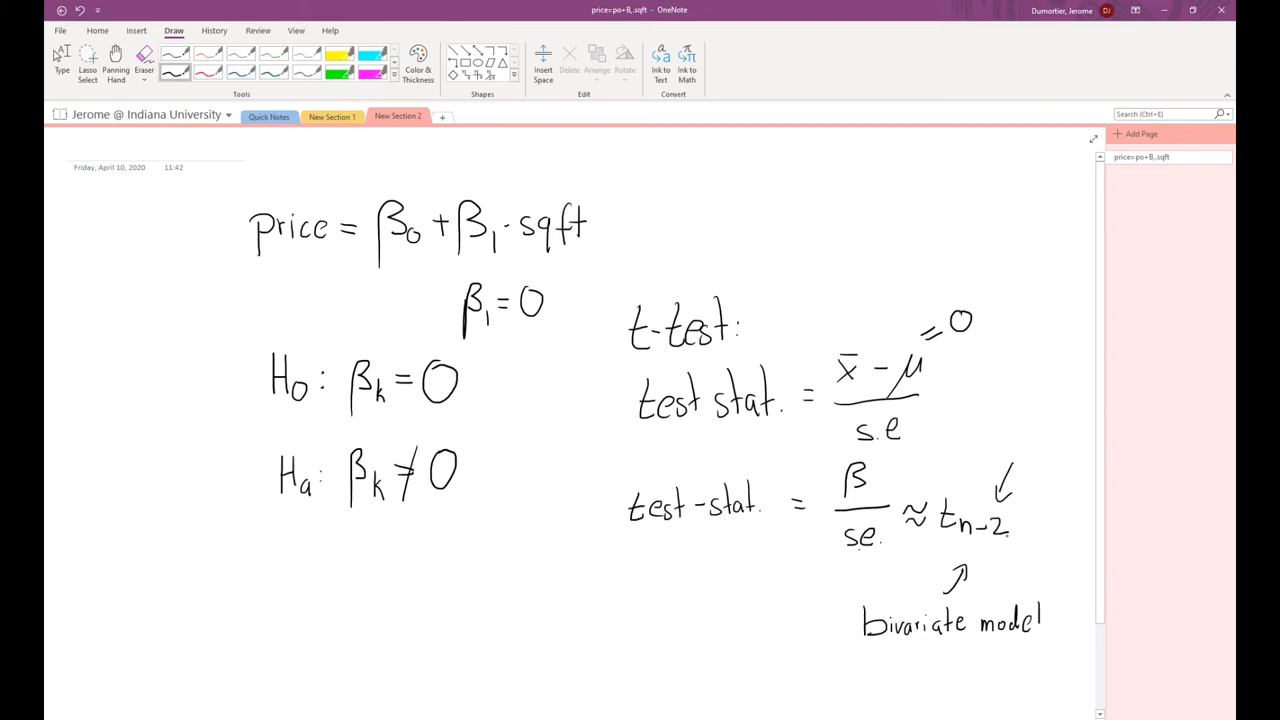 price=po+B,.sqft - OneNote
Dumortier, Jerome DJ
File Home Insert Draw History Review View Help
Type Lasso Select Panning Hand Eraser Color & Thickness Insert Space Delete Arrange Rotate Ink to Text Ink to Math
Tools Shapes Edit Convert
Jerome @ Indiana University Quick Notes New Section 1 New Section 2 +
Search (Ctrl+E)
Add Page
price=po+B,.sqft
Friday, April 10, 2020 11:42
price = β₀ + β₁ · sqft
β₁ = 0
H₀ : βₖ = 0
Hₐ : βₖ ≠ 0
t-test:
= 0
test stat. = x̄ - μ / s.e
test-stat. = β / se. ≈ tₙ₋₂
bivariate model